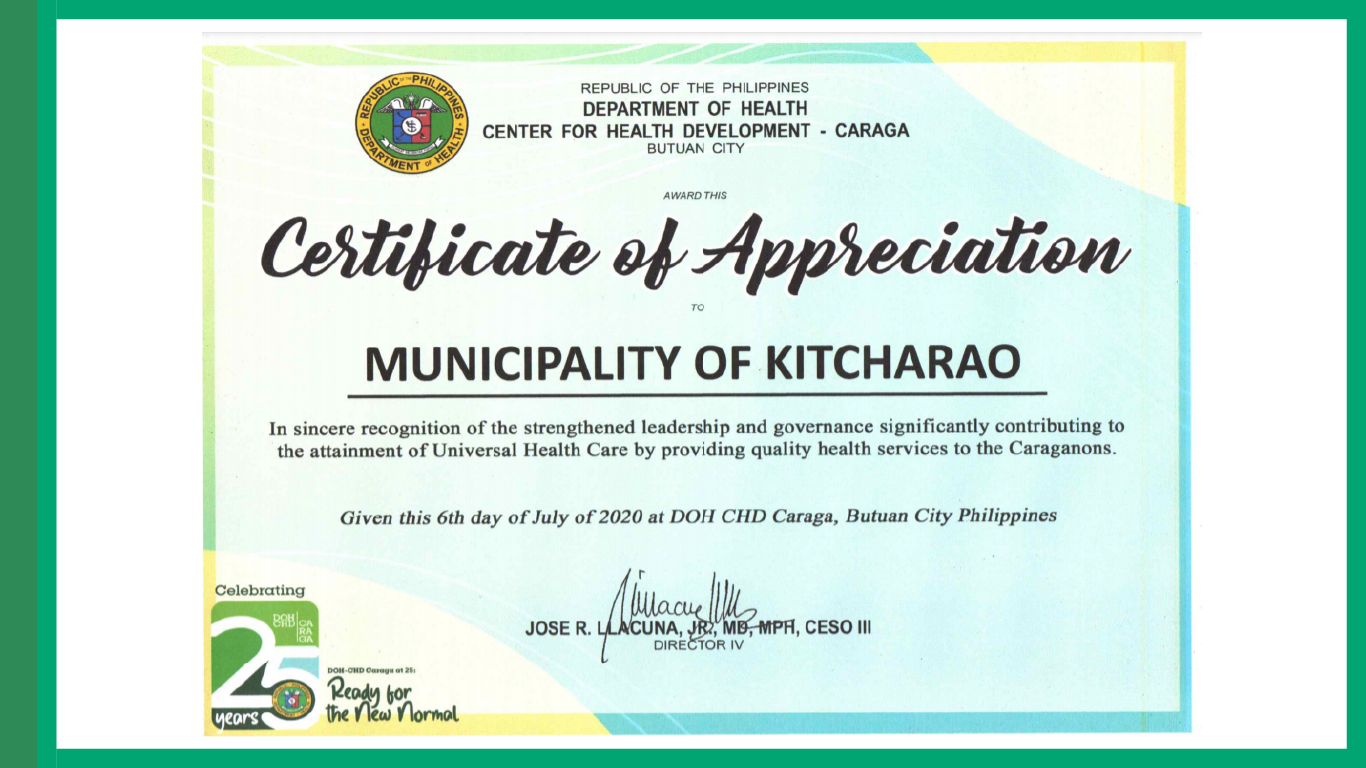 REPUBLIC OF THE PHILIPPINES
DEPARTMENT OF HEALTH
REPUBLIC OF THE PHILIPPINES
DEPARTMENT OF HEALTH
CENTER FOR HEALTH DEVELOPMENT - CARAGA
BUTUAN CITY
AWARD THIS
Certificate of Appreciation
TO
MUNICIPALITY OF KITCHARAO
In sincere recognition of the strengthened leadership and governance significantly contributing to
the attainment of Universal Health Care by providing quality health services to the Caraganons.
Given this 6th day of July of 2020 at DOH CHD Caraga, Butuan City Philippines
JOSE R. LLACUNA, JR., MD, MPH, CESO III
DIRECTOR IV
Celebrating
DOH CHD CARAGA
25
years
DOH-CHD Caraga at 25:
Ready for
the New Normal